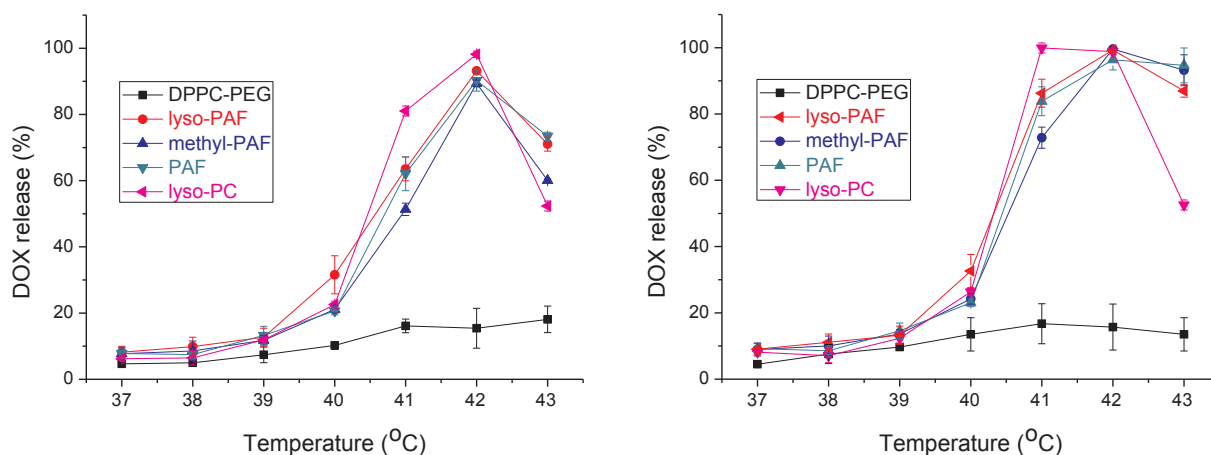 DOX release (%)
100
80
60
40
20
0
DPPC-PEG
lyso-PAF
methyl-PAF
PAF
lyso-PC
37 38 39 40 41 42 43
Temperature (°C)
DOX release (%)
100
80
60
40
20
0
DPPC-PEG
lyso-PAF
methyl-PAF
PAF
lyso-PC
37 38 39 40 41 42 43
Temperature (°C)